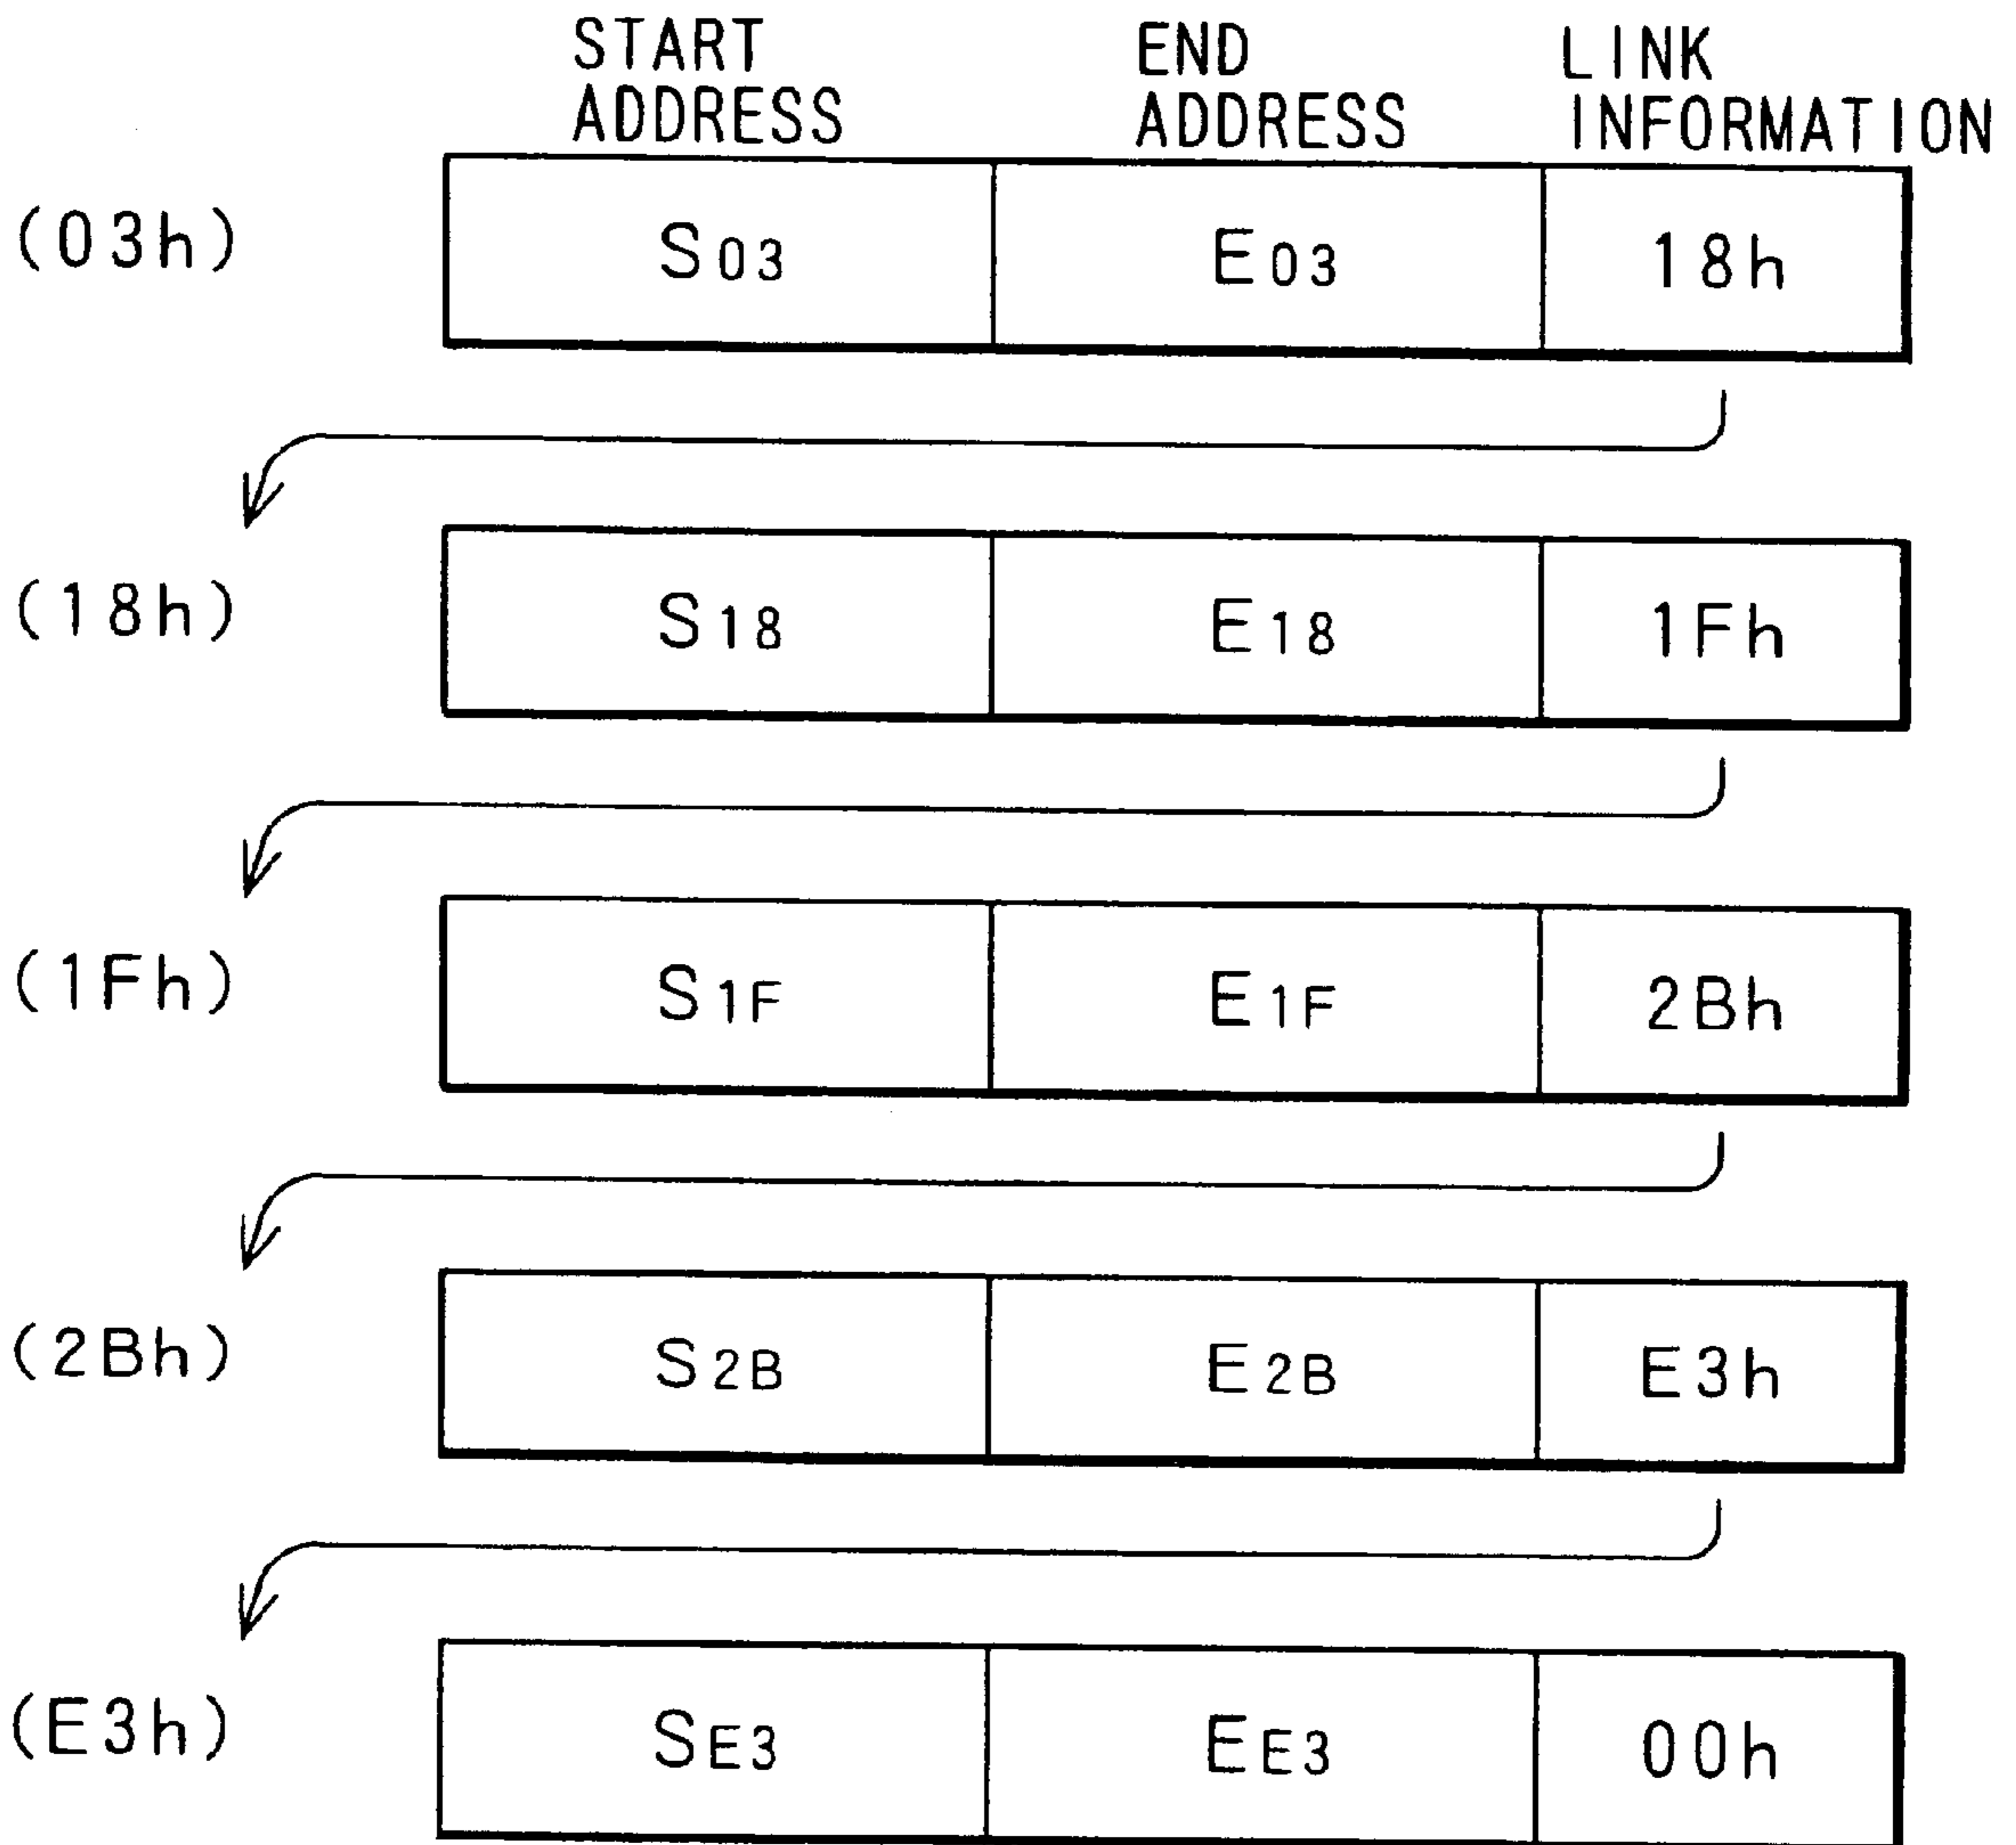 START ADDRESS END ADDRESS LINK INFORMATION
(03h) S03 E03 18h
(18h) S18 E18 1Fh
(1Fh) S1F E1F 2Bh
(2Bh) S2B E2B E3h
(E3h) SE3 EE3 00h